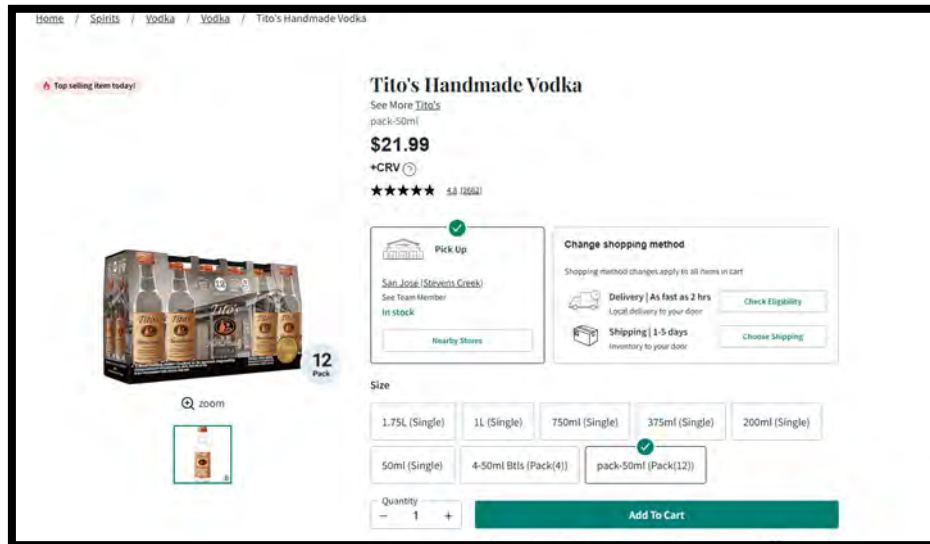 Home / Spirits / Vodka / Vodka / Tito's Handmade Vodka
Top selling item today!
Tito's Handmade Vodka
See More Tito's
pack-50ml
$21.99
+CRV ?
4.8 (2662)
Pick Up
San Jose (Stevens Creek)
See Team Member
In stock
Nearby Stores
Change shopping method
Shopping method changes apply to all items in cart
Delivery | As fast as 2 hrs
Local delivery to your door
Check Eligibility
Shipping | 1-5 days
Inventory to your door
Choose Shipping
Tito's
12
Pack
zoom
Size
1.75L (Single)
1L (Single)
750ml (Single)
375ml (Single)
200ml (Single)
50ml (Single)
4-50ml Btls (Pack(4))
pack-50ml (Pack(12))
Quantity
− 1 +
Add To Cart